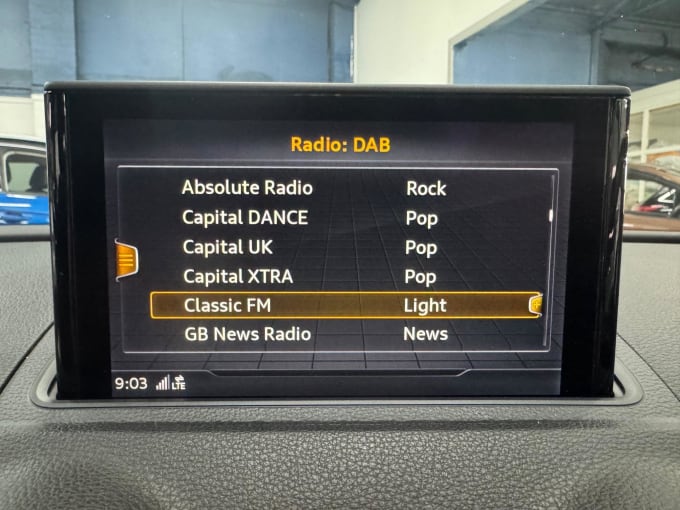 Radio: DAB
Absolute Radio Rock
Capital DANCE Pop
Capital UK Pop
Capital XTRA Pop
Classic FM Light
GB News Radio News
9:03 LTE